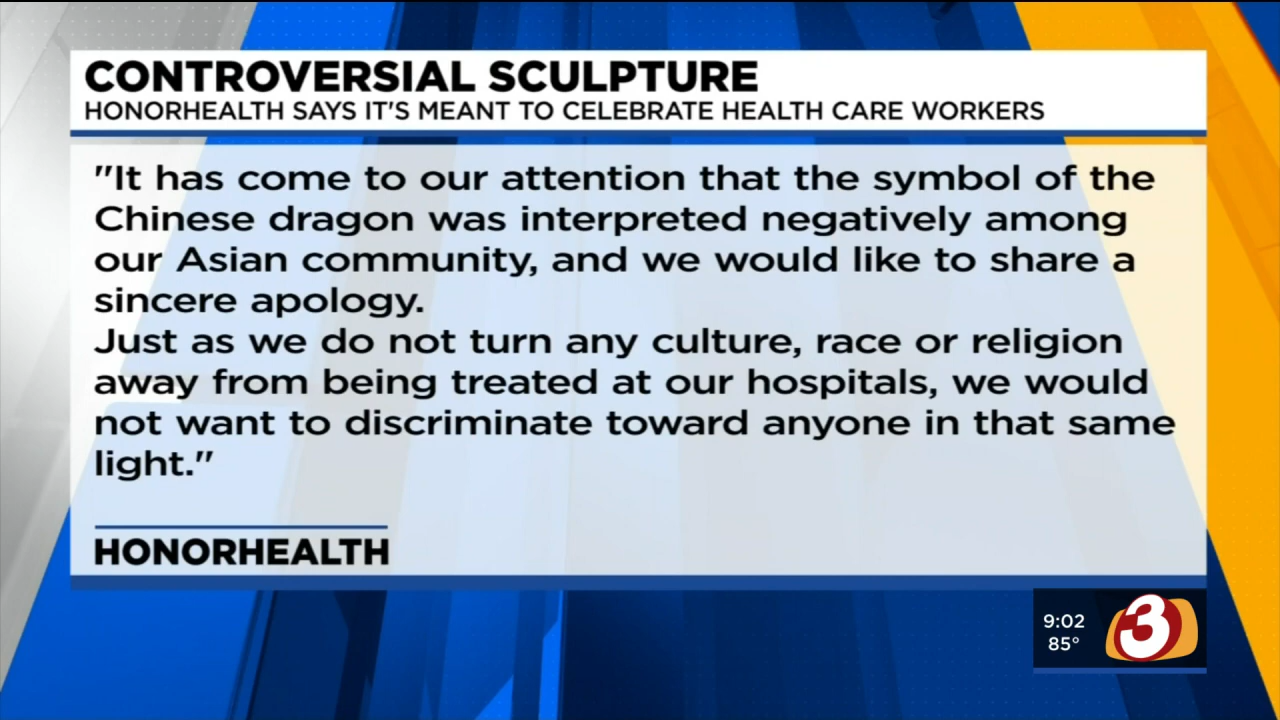 CONTROVERSIAL SCULPTURE
HONORHEALTH SAYS IT'S MEANT TO CELEBRATE HEALTH CARE WORKERS
"It has come to our attention that the symbol of the
Chinese dragon was interpreted negatively among
our Asian community, and we would like to share a
sincere apology.
Just as we do not turn any culture, race or religion
away from being treated at our hospitals, we would
not want to discriminate toward anyone in that same
light."
HONORHEALTH
9:02
85°
3